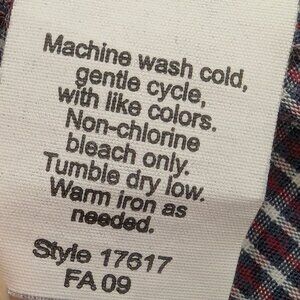 Machine wash cold,
gentle cycle,
with like colors.
Non-chlorine
bleach only.
Tumble dry low.
Warm iron as
needed.
Style 17617
FA 09